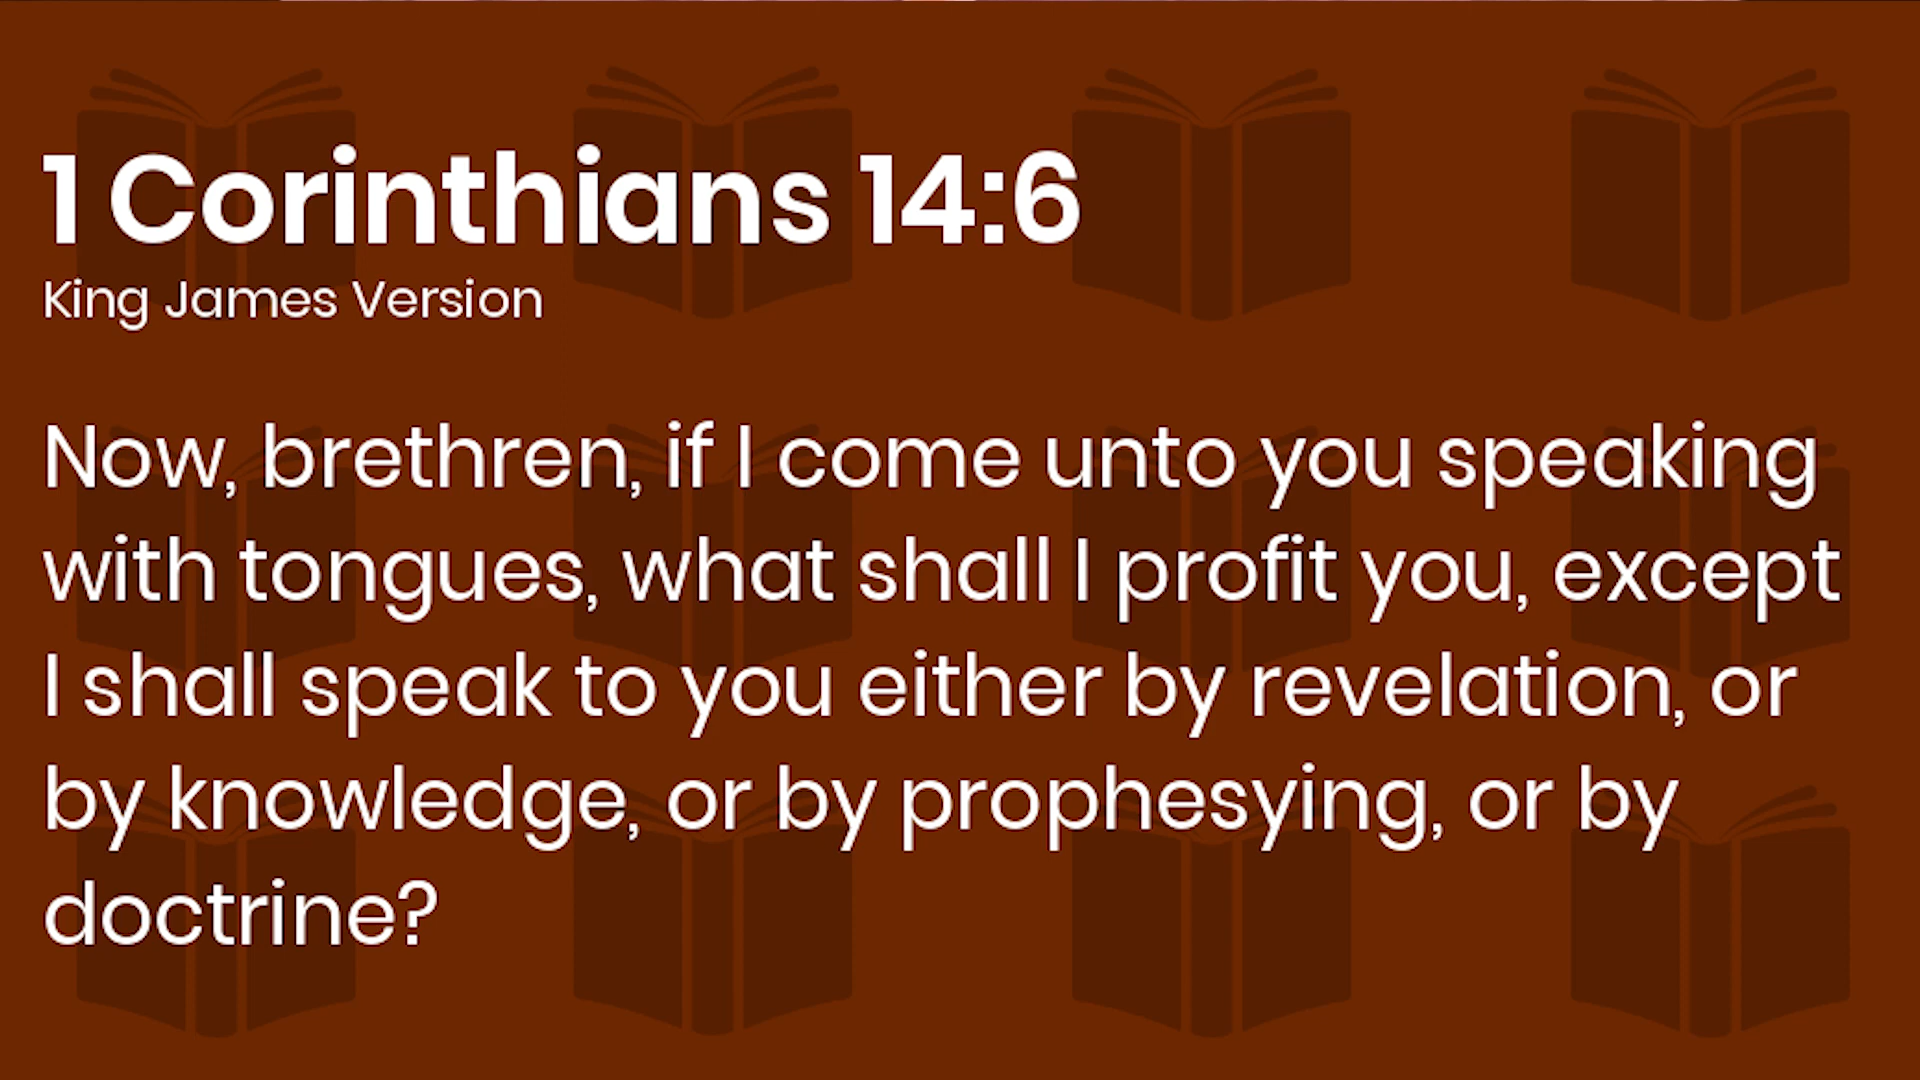 1 Corinthians 14:6
King James Version
Now, brethren, if I come unto you speaking
with tongues, what shall I profit you, except
I shall speak to you either by revelation, or
by knowledge, or by prophesying, or by
doctrine?